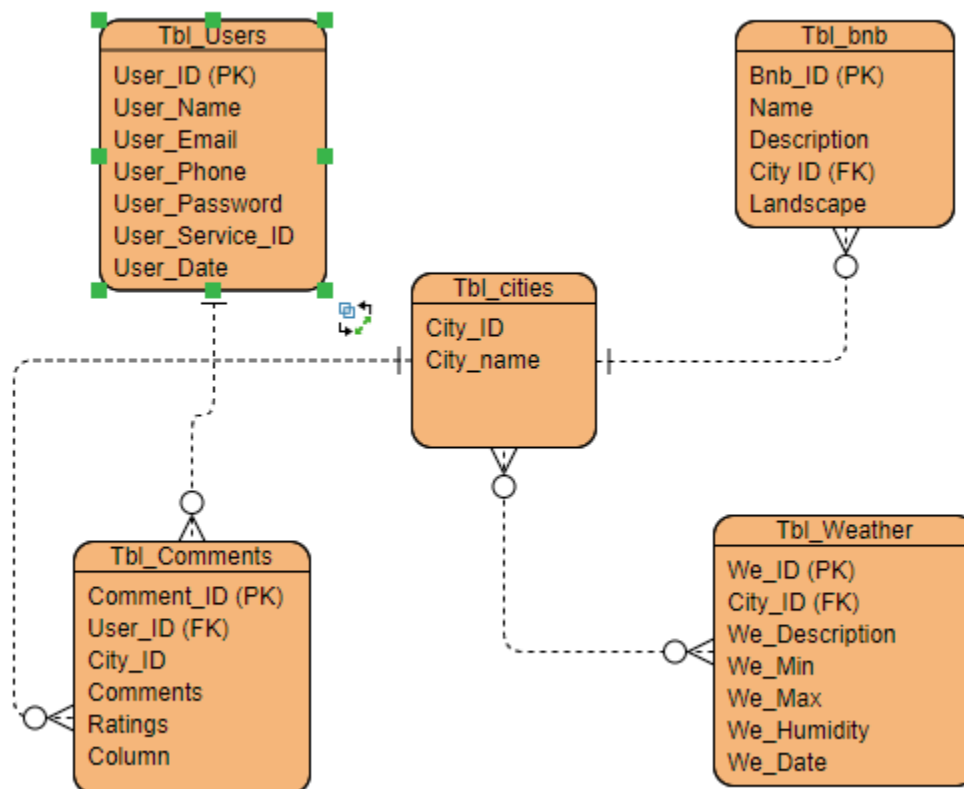 Tbl_Users
User_ID (PK)
User_Name
User_Email
User_Phone
User_Password
User_Service_ID
User_Date
Tbl_bnb
Bnb_ID (PK)
Name
Description
City ID (FK)
Landscape
Tbl_cities
City_ID
City_name
Tbl_Comments
Comment_ID (PK)
User_ID (FK)
City_ID
Comments
Ratings
Column
Tbl_Weather
We_ID (PK)
City_ID (FK)
We_Description
We_Min
We_Max
We_Humidity
We_Date